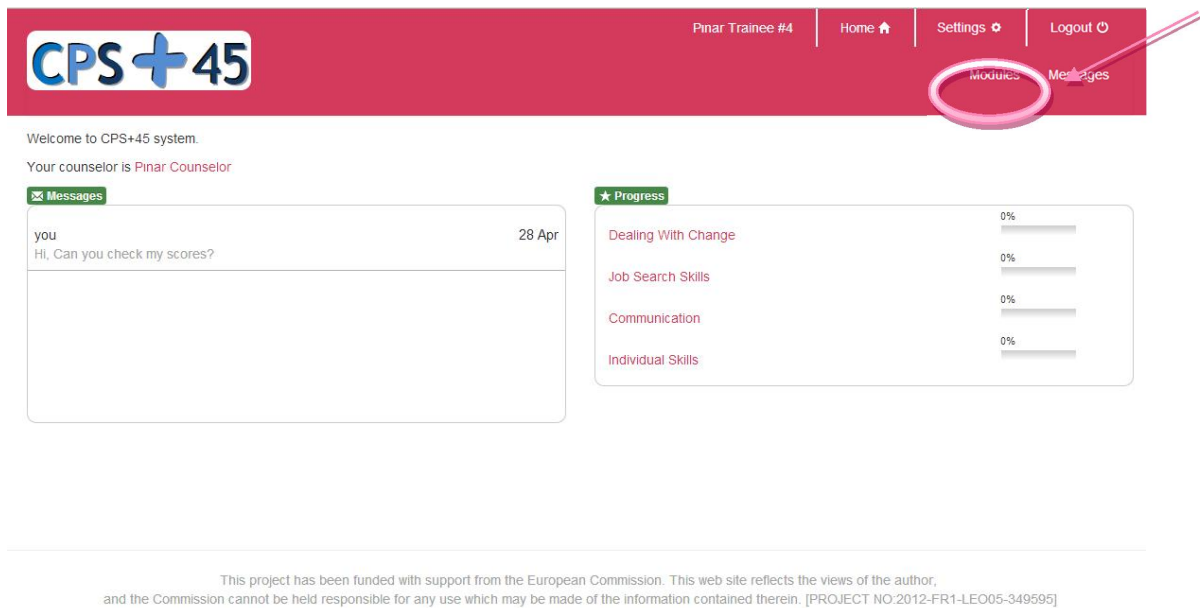 Pınar Trainee #4 Home Settings Logout
CPS+45
Modules Messages
Welcome to CPS+45 system.
Your counselor is Pınar Counselor
Messages
you 28 Apr
Hi, Can you check my scores?
Progress
Dealing With Change 0%
Job Search Skills 0%
Communication 0%
Individual Skills 0%
This project has been funded with support from the European Commission. This web site reflects the views of the author,
and the Commission cannot be held responsible for any use which may be made of the information contained therein. [PROJECT NO:2012-FR1-LEO05-349595]